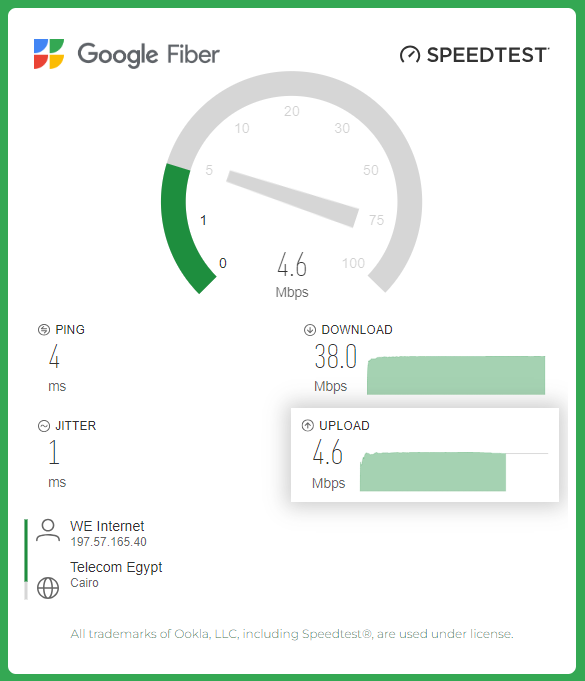 Google Fiber
SPEEDTEST
20
10
30
5
50
1
75
0
100
4.6
Mbps
PING
4
ms
DOWNLOAD
38.0
Mbps
JITTER
1
ms
UPLOAD
4.6
Mbps
WE Internet
197.57.165.40
Telecom Egypt
Cairo
All trademarks of Ookla, LLC, including Speedtest®, are used under license.